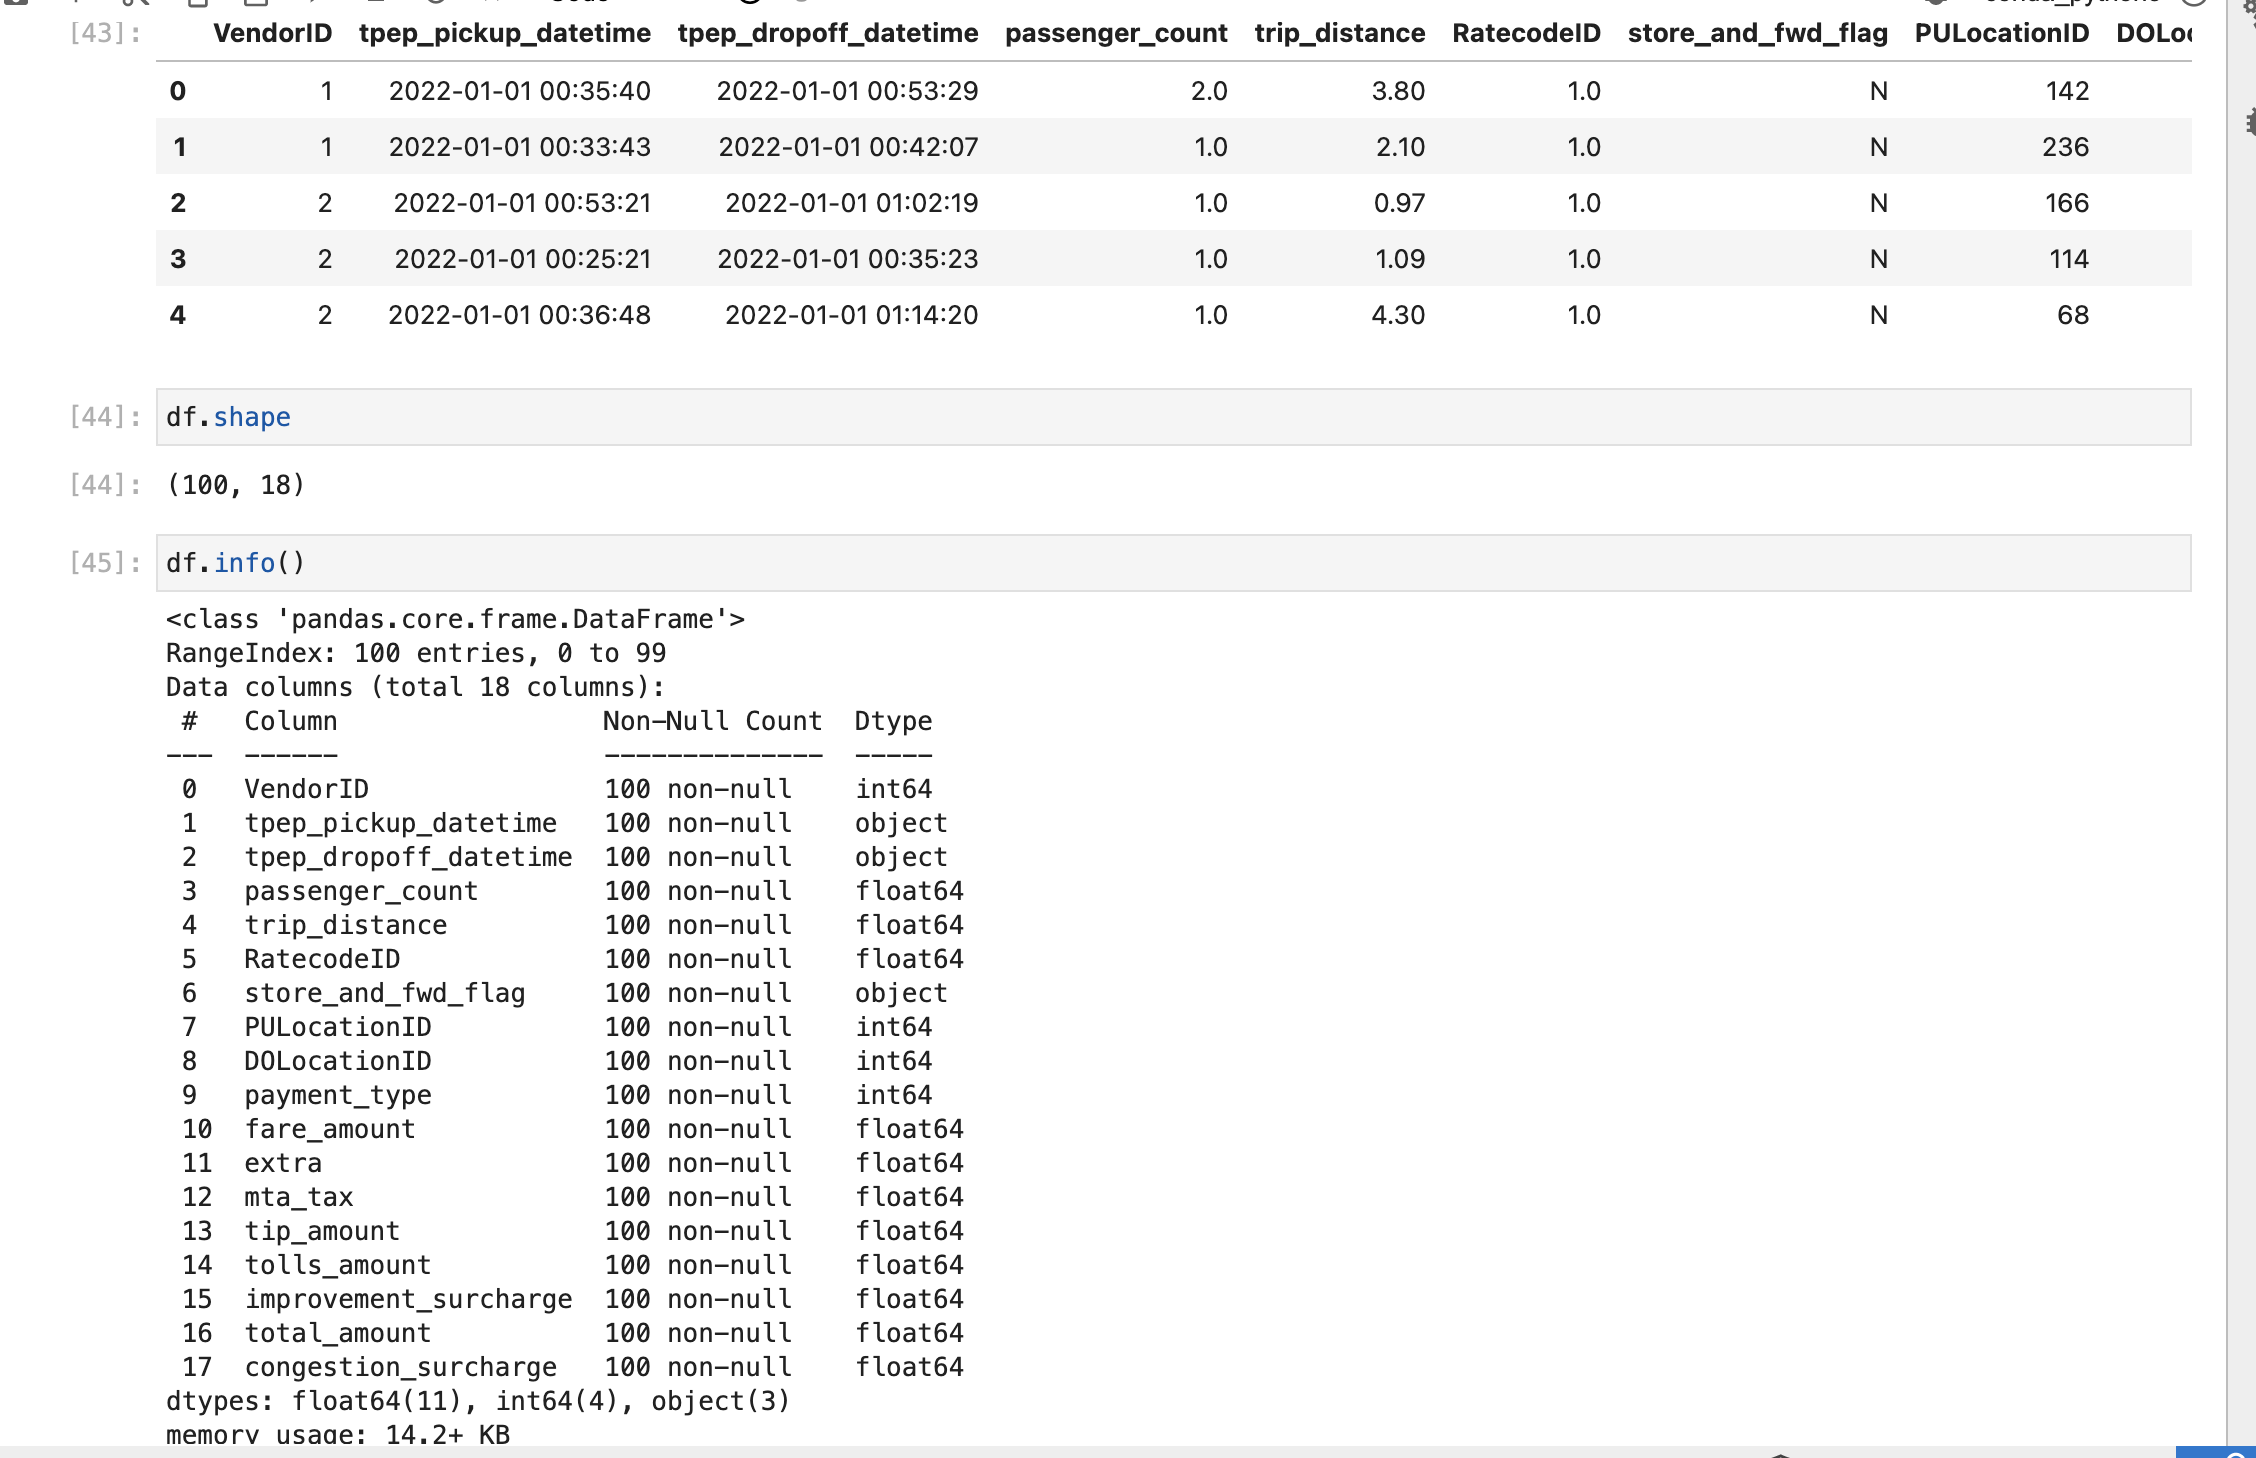 [43]: VendorID tpep_pickup_datetime tpep_dropoff_datetime passenger_count trip_distance RatecodeID store_and_fwd_flag PULocationID
0 1 2022-01-01 00:35:40 2022-01-01 00:53:29 2.0 3.80 1.0 N 142
1 1 2022-01-01 00:33:43 2022-01-01 00:42:07 1.0 2.10 1.0 N 236
2 2 2022-01-01 00:53:21 2022-01-01 01:02:19 1.0 0.97 1.0 N 166
3 2 2022-01-01 00:25:21 2022-01-01 00:35:23 1.0 1.09 1.0 N 114
4 2 2022-01-01 00:36:48 2022-01-01 01:14:20 1.0 4.30 1.0 N 68
[44]: df.shape
[44]: (100, 18)
[45]: df.info()
<class 'pandas.core.frame.DataFrame'>
RangeIndex: 100 entries, 0 to 99
Data columns (total 18 columns):
# Column Non-Null Count Dtype
--- ------ -------------- -----
0 VendorID 100 non-null int64
1 tpep_pickup_datetime 100 non-null object
2 tpep_dropoff_datetime 100 non-null object
3 passenger_count 100 non-null float64
4 trip_distance 100 non-null float64
5 RatecodeID 100 non-null float64
6 store_and_fwd_flag 100 non-null object
7 PULocationID 100 non-null int64
8 DOLocationID 100 non-null int64
9 payment_type 100 non-null int64
10 fare_amount 100 non-null float64
11 extra 100 non-null float64
12 mta_tax 100 non-null float64
13 tip_amount 100 non-null float64
14 tolls_amount 100 non-null float64
15 improvement_surcharge 100 non-null float64
16 total_amount 100 non-null float64
17 congestion_surcharge 100 non-null float64
dtypes: float64(11), int64(4), object(3)
memory usage: 14.2+ KB